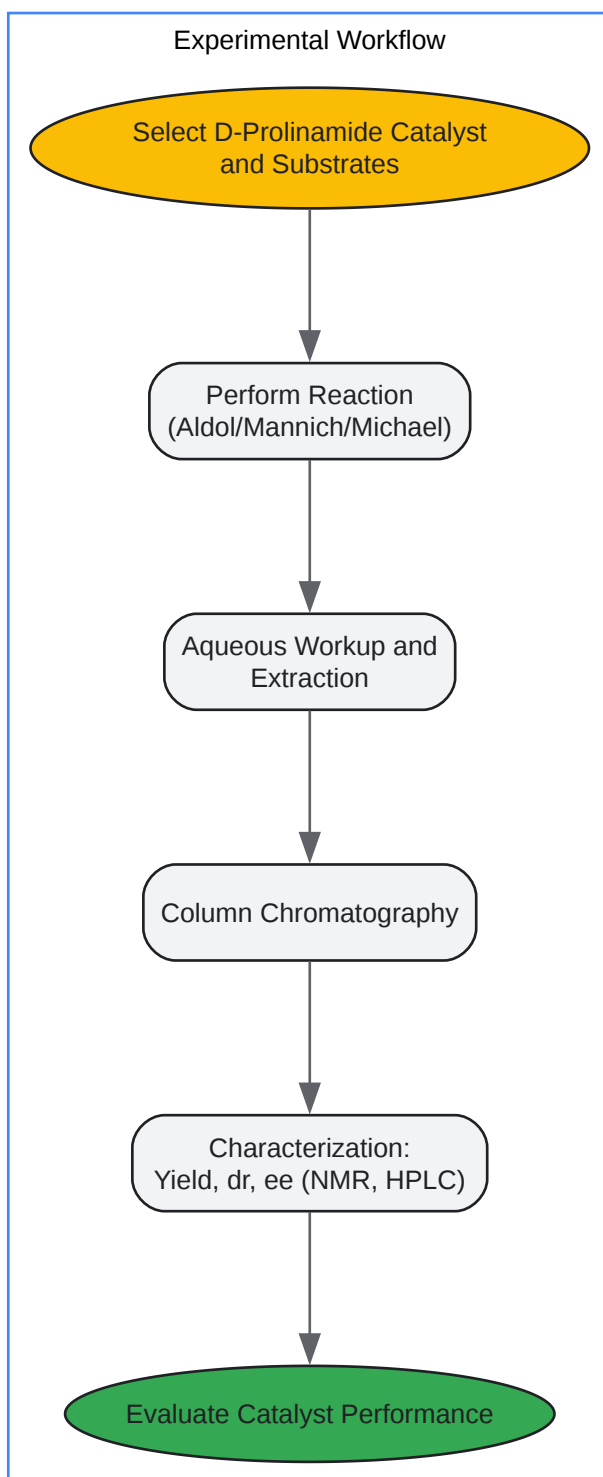 Experimental Workflow
Select D-Prolinamide Catalyst
and Substrates
Perform Reaction
(Aldol/Mannich/Michael)
Aqueous Workup and
Extraction
Column Chromatography
Characterization:
Yield, dr, ee (NMR, HPLC)
Evaluate Catalyst Performance